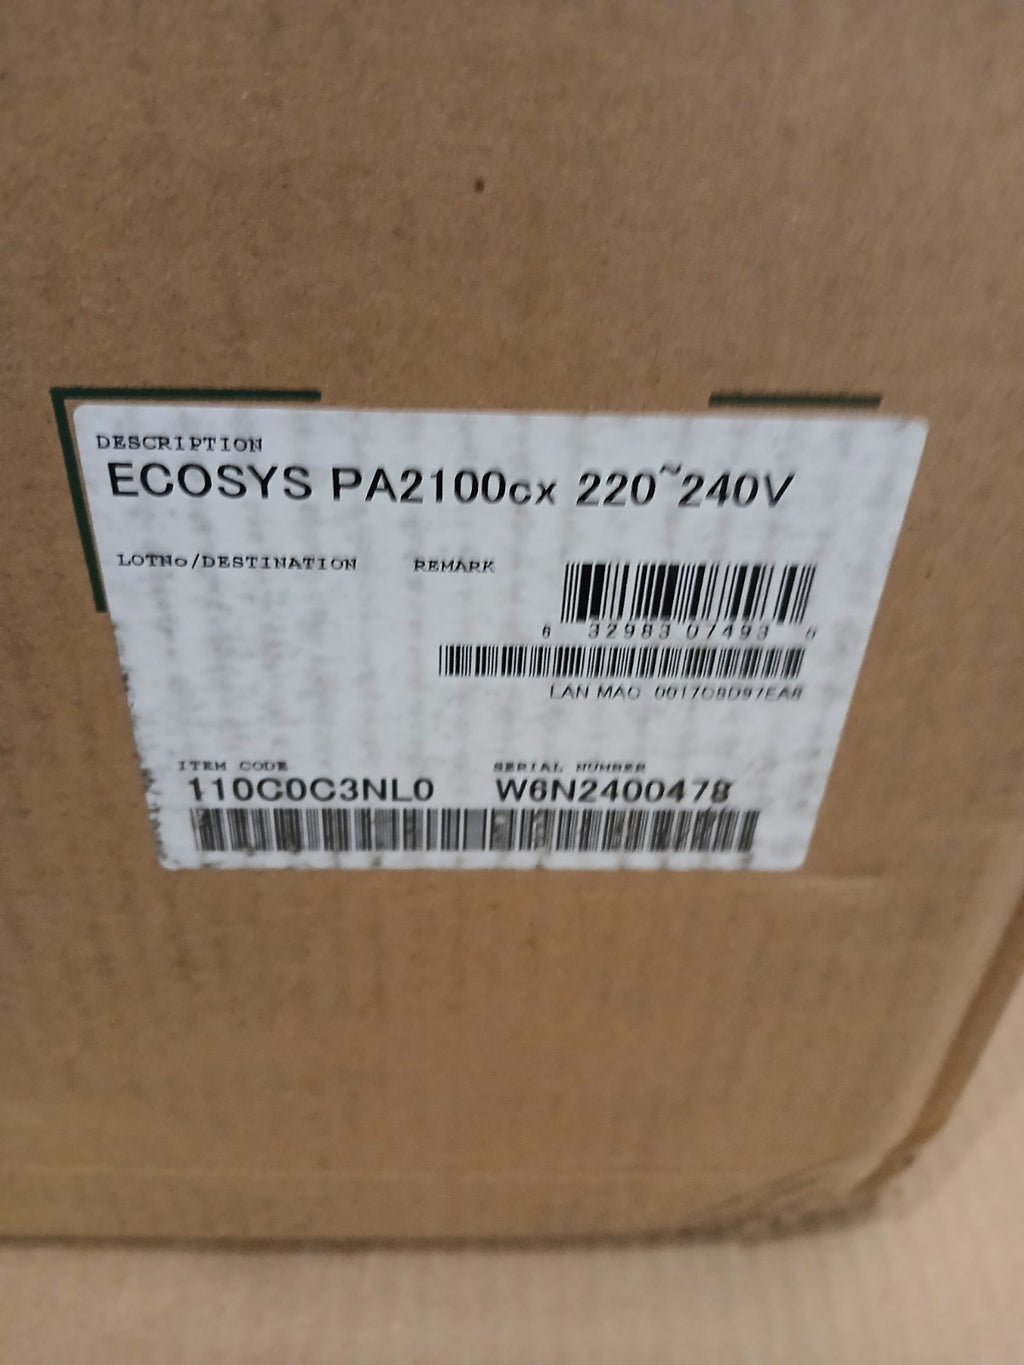 DESCRIPTION
ECOSYS PA2100cx 220~240V
LOTNo/DESTINATION REMARK
6 32983 07493 0
LAN MAC 0017C8D97EA8
ITEM CODE SERIAL NUMBER
110C0C3NL0 W6N2400478